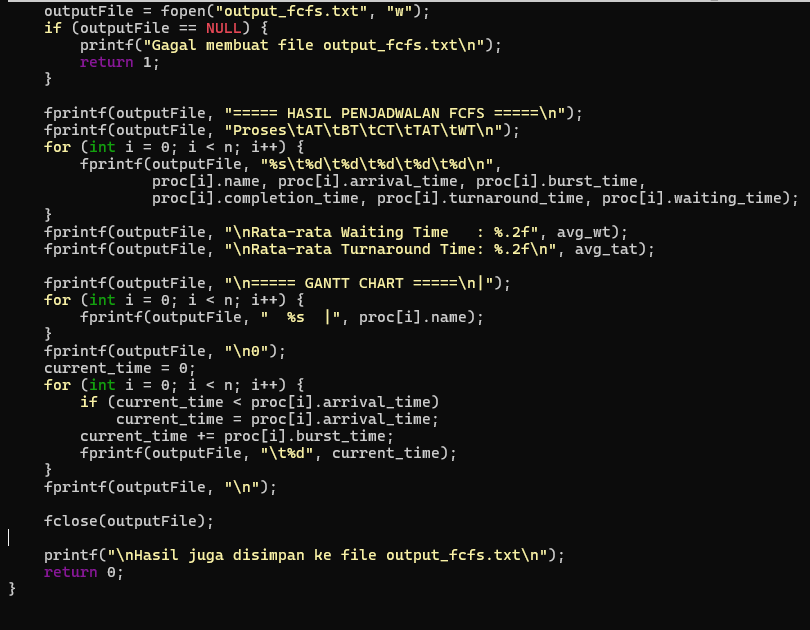 outputFile = fopen("output_fcfs.txt", "w");
    if (outputFile == NULL) {
        printf("Gagal membuat file output_fcfs.txt\n");
        return 1;
    }

    fprintf(outputFile, "===== HASIL PENJADWALAN FCFS =====\n");
    fprintf(outputFile, "Proses\tAT\tBT\tCT\tTAT\tWT\n");
    for (int i = 0; i < n; i++) {
        fprintf(outputFile, "%s\t%d\t%d\t%d\t%d\t%d\n",
                proc[i].name, proc[i].arrival_time, proc[i].burst_time,
                proc[i].completion_time, proc[i].turnaround_time, proc[i].waiting_time);
    }
    fprintf(outputFile, "\nRata-rata Waiting Time   : %.2f", avg_wt);
    fprintf(outputFile, "\nRata-rata Turnaround Time: %.2f\n", avg_tat);

    fprintf(outputFile, "\n===== GANTT CHART =====\n|");
    for (int i = 0; i < n; i++) {
        fprintf(outputFile, "  %s  |", proc[i].name);
    }
    fprintf(outputFile, "\n0");
    current_time = 0;
    for (int i = 0; i < n; i++) {
        if (current_time < proc[i].arrival_time)
            current_time = proc[i].arrival_time;
        current_time += proc[i].burst_time;
        fprintf(outputFile, "\t%d", current_time);
    }
    fprintf(outputFile, "\n");

    fclose(outputFile);

    printf("\nHasil juga disimpan ke file output_fcfs.txt\n");
    return 0;
}